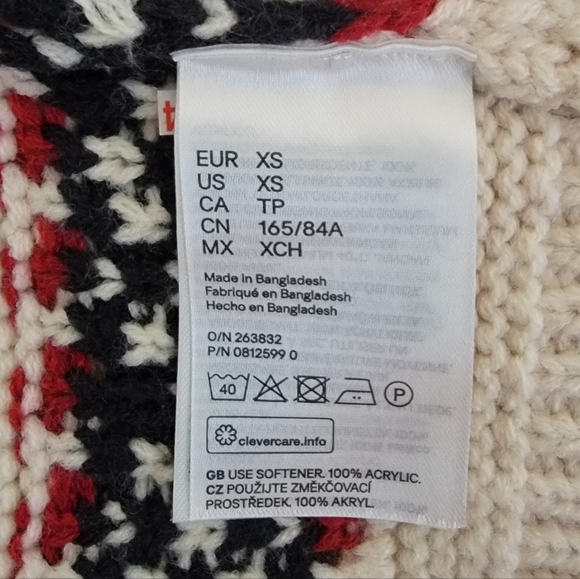 t
EUR XS
US XS
CA TP
CN 165/84A
MX XCH
Made in Bangladesh
Fabriqué en Bangladesh
Hecho en Bangladesh
O/N 263832
P/N 0812599 0
40
P
clevercare.info
GB USE SOFTENER. 100% ACRYLIC.
CZ POUŽIJTE ZMĚKČOVACÍ
PROSTŘEDEK. 100% AKRYL.